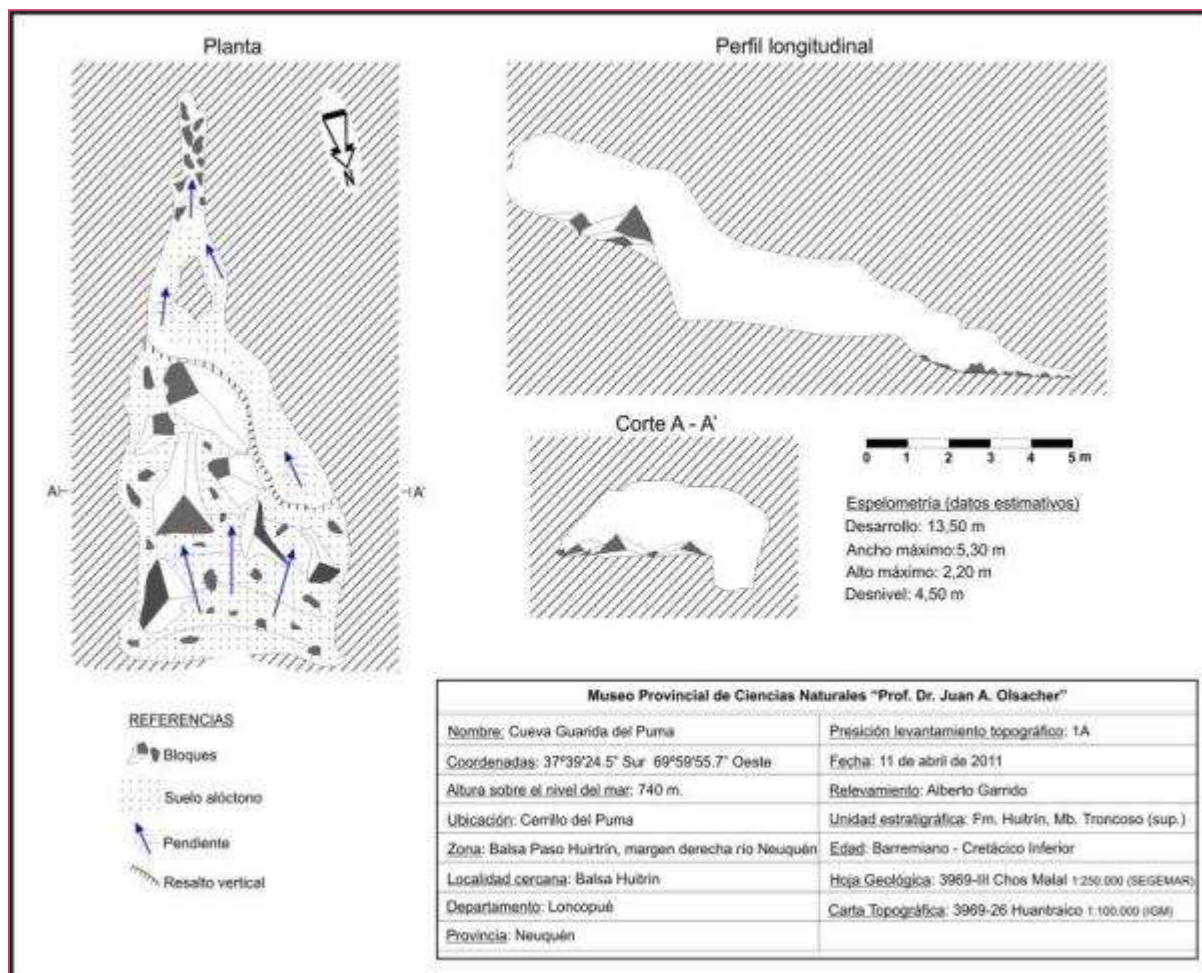 Planta
N
A
A'
Perfil longitudinal
Corte A - A'
0 1 2 3 4 5 m
Espelometría (datos estimativos)
Desarrollo: 13,50 m
Ancho máximo:5,30 m
Alto máximo: 2,20 m
Desnivel: 4,50 m
REFERENCIAS
Bloques
Suelo alóctono
Pendiente
Resalto vertical
Museo Provincial de Ciencias Naturales "Prof. Dr. Juan A. Olsacher"
Nombre: Cueva Guarida del Puma
Presición levantamiento topográfico: 1A
Coordenadas: 37º39'24.5" Sur 69º59'55.7" Oeste
Fecha: 11 de abril de 2011
Altura sobre el nivel del mar: 740 m.
Relevamiento: Alberto Garrido
Ubicación: Cerrillo del Puma
Unidad estratigráfica: Fm. Huitrín, Mb. Troncoso (sup.)
Zona: Balsa Paso Huirtrín, margen derecha río Neuquén
Edad: Barremiano - Cretácico Inferior
Localidad cercana: Balsa Huitrín
Hoja Geológica: 3969-III Chos Malal 1:250.000 (SEGEMAR)
Departamento: Loncopué
Carta Topográfica: 3969-26 Huantraico 1:100.000 (IGM)
Provincia: Neuquén